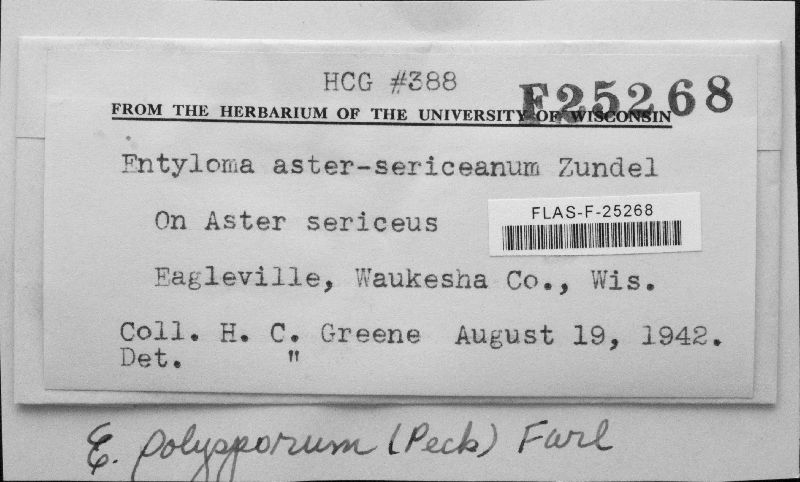 HCG #388
F25268
FROM THE HERBARIUM OF THE UNIVERSITY OF WISCONSIN
Entyloma aster-sericeanum Zundel
On Aster sericeus
FLAS-F-25268
Eagleville, Waukesha Co., Wis.
Coll. H. C. Greene August 19, 1942.
Det. "
E. polysporum (Peck) Farl